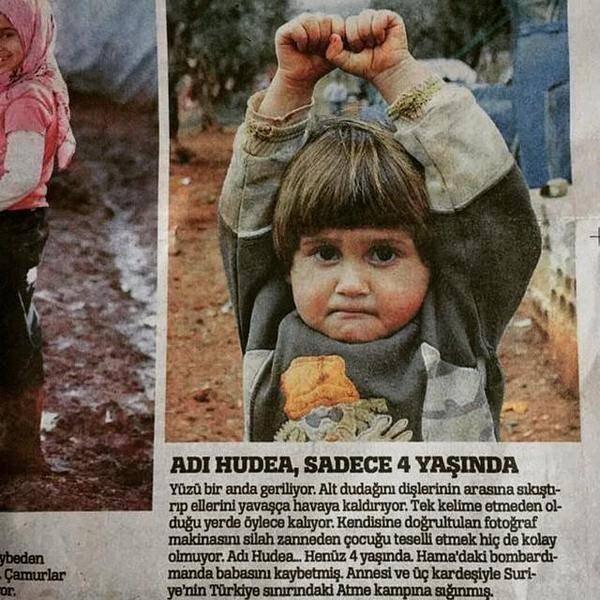 ADI HUDEA, SADECE 4 YAŞINDA
Yüzü bir anda geriliyor. Alt dudağını dişlerinin arasına sıkıştı-
rıp ellerini yavaşça havaya kaldırıyor. Tek kelime etmeden ol-
duğu yerde öylece kalıyor. Kendisine doğrultulan fotoğraf
makinasını silah zanneden çocuğu teselli etmek hiç de kolay
olmuyor. Adı Hudea... Henüz 4 yaşında. Hama'daki bombardı-
manda babasını kaybetmiş. Annesi ve üç kardeşiyle Suri-
ye'nin Türkiye sınırındaki Atme kampına sığınmış.
ybeden
Çamurlar
yor.